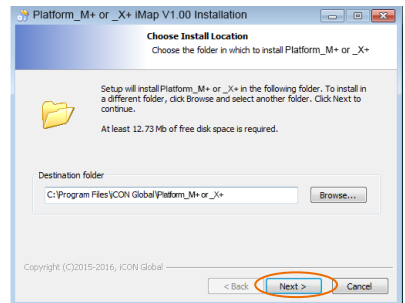 Platform_M+ or _X+ iMap V1.00 Installation
Choose Install Location
Choose the folder in which to install Platform_M+ or _X+
Setup will install Platform_M+ or _X+ in the following folder. To install in
a different folder, click Browse and select another folder. Click Next to
continue.
At least 12.73 Mb of free disk space is required.
Destination folder
C:\Program Files\iCON Global\Platform_M+ or _X+
Browse...
Copyright (C)2015-2016, iCON Global
< Back
Next >
Cancel